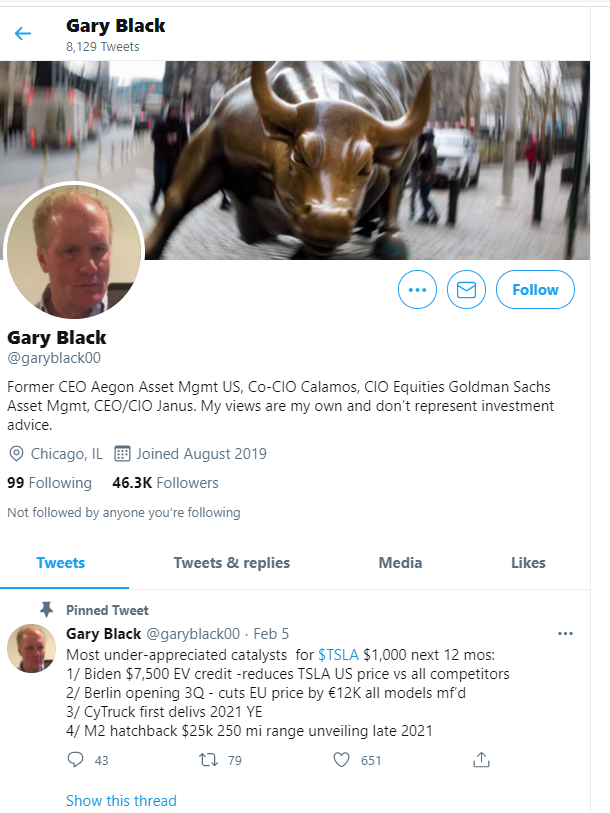 Gary Black
8,129 Tweets
Follow
Gary Black
@garyblack00
Former CEO Aegon Asset Mgmt US, Co-CIO Calamos, CIO Equities Goldman Sachs
Asset Mgmt, CEO/CIO Janus. My views are my own and don't represent investment
advice.
Chicago, IL Joined August 2019
99 Following 46.3K Followers
Not followed by anyone you're following
Tweets Tweets & replies Media Likes
Pinned Tweet
Gary Black @garyblack00 · Feb 5
Most under-appreciated catalysts for $TSLA $1,000 next 12 mos:
1/ Biden $7,500 EV credit -reduces TSLA US price vs all competitors
2/ Berlin opening 3Q - cuts EU price by €12K all models mf'd
3/ CyTruck first delivs 2021 YE
4/ M2 hatchback $25k 250 mi range unveiling late 2021
43 79 651
Show this thread